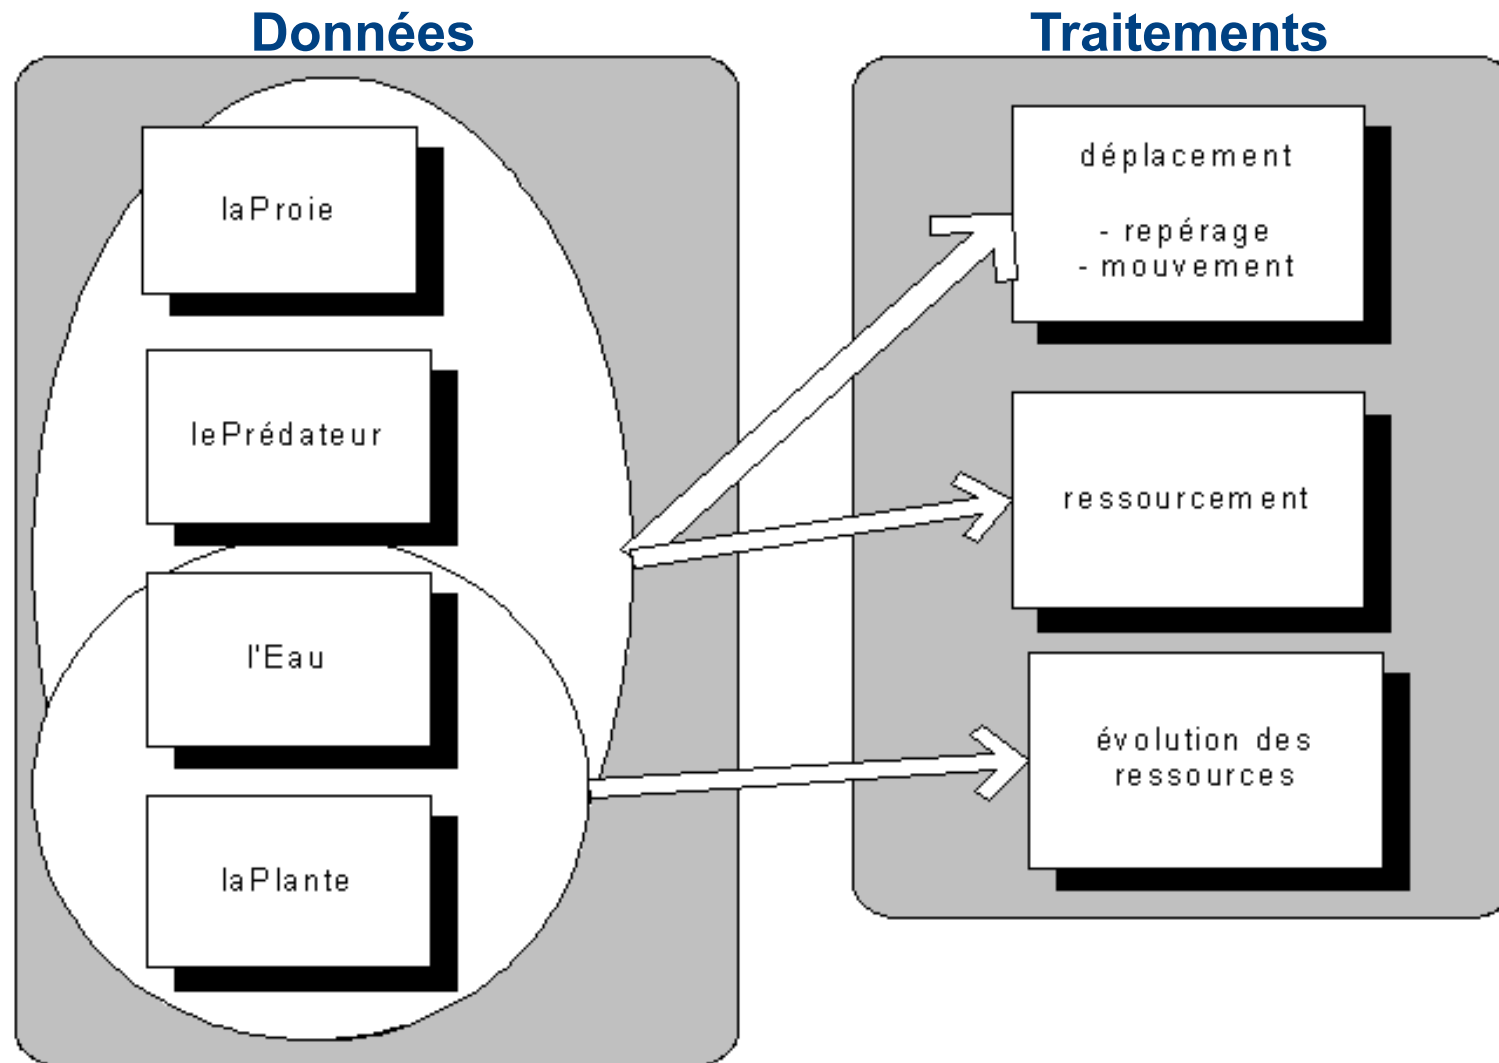 Données
laProie
lePrédateur
l'Eau
laPlante
Traitements
déplacement
- repérage
- mouvement
ressourcement
évolution des
ressources